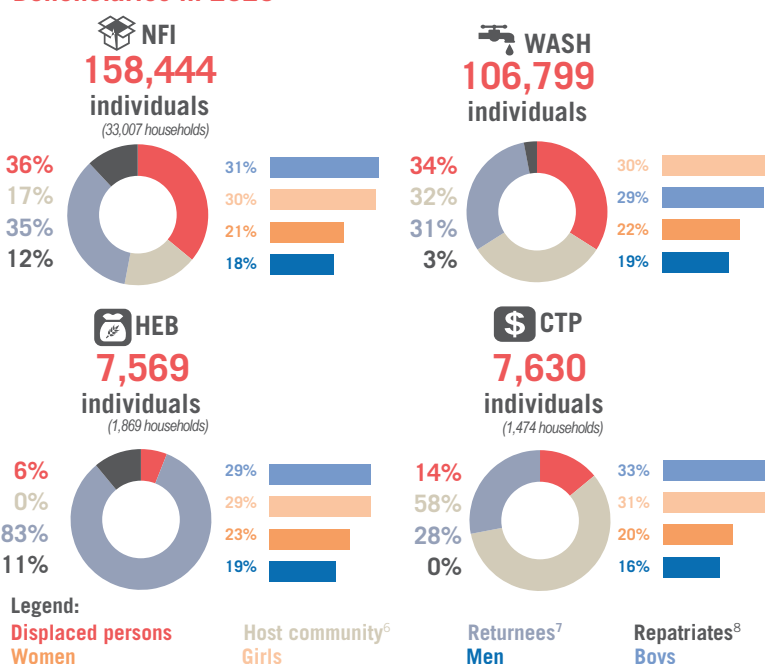 NFI
158,444
individuals
(33,007 households)
36%
17%
35%
12%
31%
30%
21%
18%
WASH
106,799
individuals
34%
32%
31%
3%
30%
29%
22%
19%
HEB
7,569
individuals
(1,869 households)
6%
0%
83%
11%
29%
29%
23%
19%
$ CTP
7,630
individuals
(1,474 households)
14%
58%
28%
0%
33%
31%
20%
16%
Legend:
Displaced persons Host community⁶ Returnees⁷ Repatriates⁸
Women Girls Men Boys